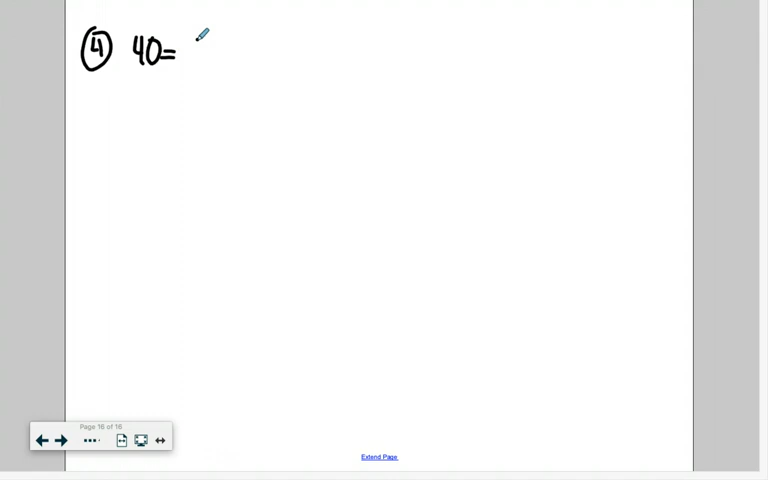 ④ 40=
Page 16 of 16
Extend Page